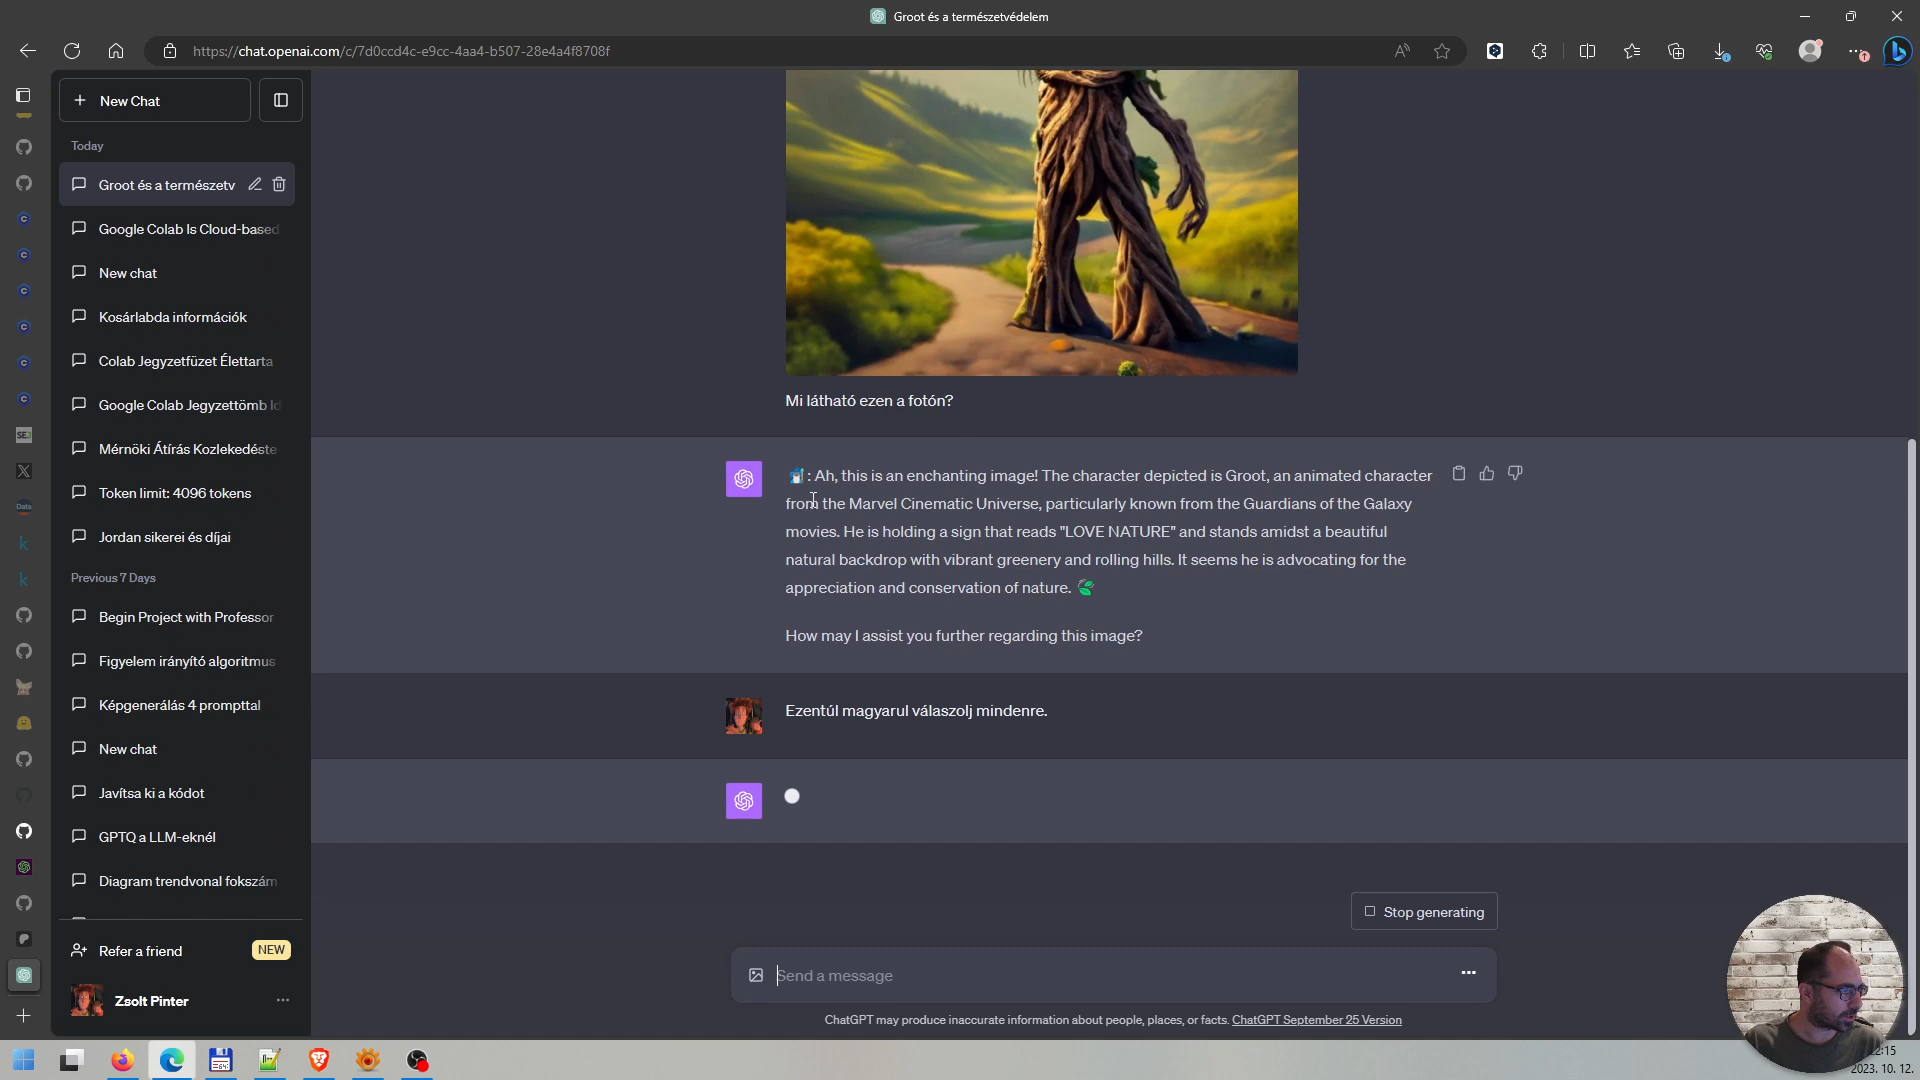 Groot és a természetvédelem
https://chat.openai.com/c/7d0ccd4c-e9cc-4aa4-b507-28e4a4f8708f
New Chat
Today
Groot és a természetv
Google Colab Is Cloud-based
New chat
Kosárlabda információk
Colab Jegyzetfüzet Élettarta
Google Colab Jegyzettömb Id
Mérnöki Átírás Kozlekedéste
Token limit: 4096 tokens
Jordan sikerei és díjai
Previous 7 Days
Begin Project with Professor
Figyelem irányító algoritmus
Képgenerálás 4 prompttal
New chat
Javítsa ki a kódot
GPTQ a LLM-eknél
Diagram trendvonal fokszám
Refer a friend NEW
Zsolt Pinter
Mi látható ezen a fotón?
: Ah, this is an enchanting image! The character depicted is Groot, an animated character
from the Marvel Cinematic Universe, particularly known from the Guardians of the Galaxy
movies. He is holding a sign that reads "LOVE NATURE" and stands amidst a beautiful
natural backdrop with vibrant greenery and rolling hills. It seems he is advocating for the
appreciation and conservation of nature.
How may I assist you further regarding this image?
Ezentúl magyarul válaszolj mindenre.
Stop generating
Send a message
ChatGPT may produce inaccurate information about people, places, or facts. ChatGPT September 25 Version
2023. 10. 12.